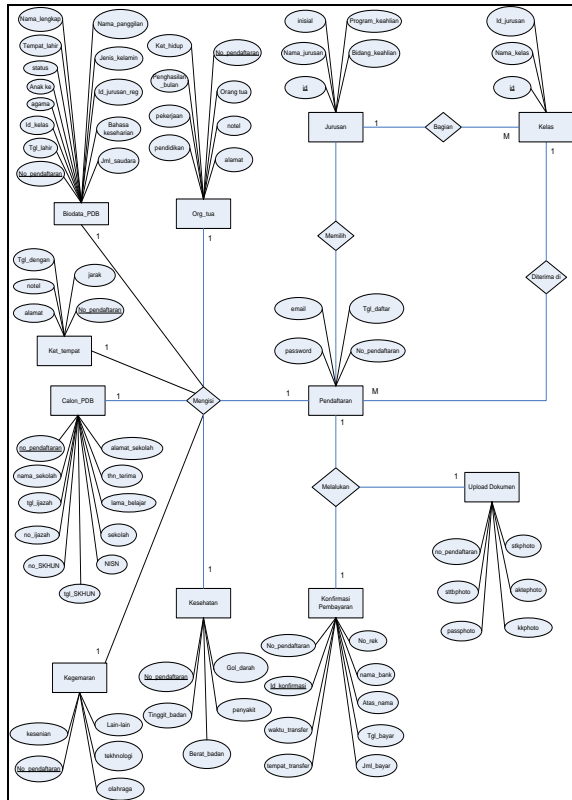 Nama_lengkap
Nama_panggilan
Tempat_lahir
status
Jenis_kelamin
Anak ke
agama
Id_jurusan_reg
Id_kelas
Bahasa
keseharian
Tgl_lahir
Jml_saudara
No_pendaftaran
Biodata_PDB
1
Ket_hidup
No_pendaftaran
Penghasilan
_bulan
Orang tua
pekerjaan
notel
pendidikan
alamat
Org_tua
1
inisial
Program_keahlian
Nama_jurusan
Bidang_keahlian
id
Jurusan
1
Bagian
M
Id_jurusan
Nama_kelas
id
Kelas
1
1
Memilih
Diterima di
Tgl_dengan
jarak
notel
alamat
No_pendaftaran
Ket_tempat
1
email
Tgl_daftar
password
No_pendaftaran
Calon_PDB
1
Mengisi
1
Pendaftaran
M
1
no_pendaftaran
alamat_sekolah
nama_sekolah
thn_terima
tgl_ijazah
lama_belajar
no_ijazah
sekolah
no_SKHUN
NISN
tgl_SKHUN
Melalukan
1
Upload Dokumen
no_pendaftaran
stkphoto
sttbphoto
aktephoto
passphoto
kkphoto
1
Kesehatan
1
Konfirmasi
Pembayaran
1
Kegemaran
kesenian
Lain-lain
tekhnologi
No_pendaftaran
olahraga
No_pendaftaran
Gol_darah
Tinggit_badan
penyakit
Berat_badan
No_pendaftaran
No_rek
Id_konfirmasi
nama_bank
Atas_nama
waktu_transfer
Tgl_bayar
tempat_transfer
Jml_bayar